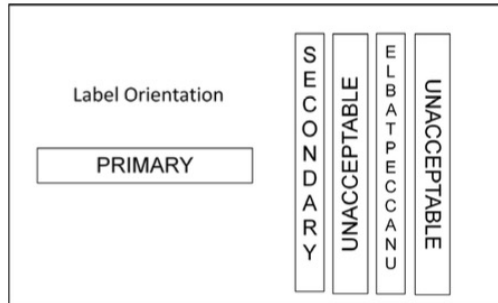 Label Orientation
PRIMARY
SECONDARY
UNACCEPTABLE
ELBATPECCANU
UNACCEPTABLE